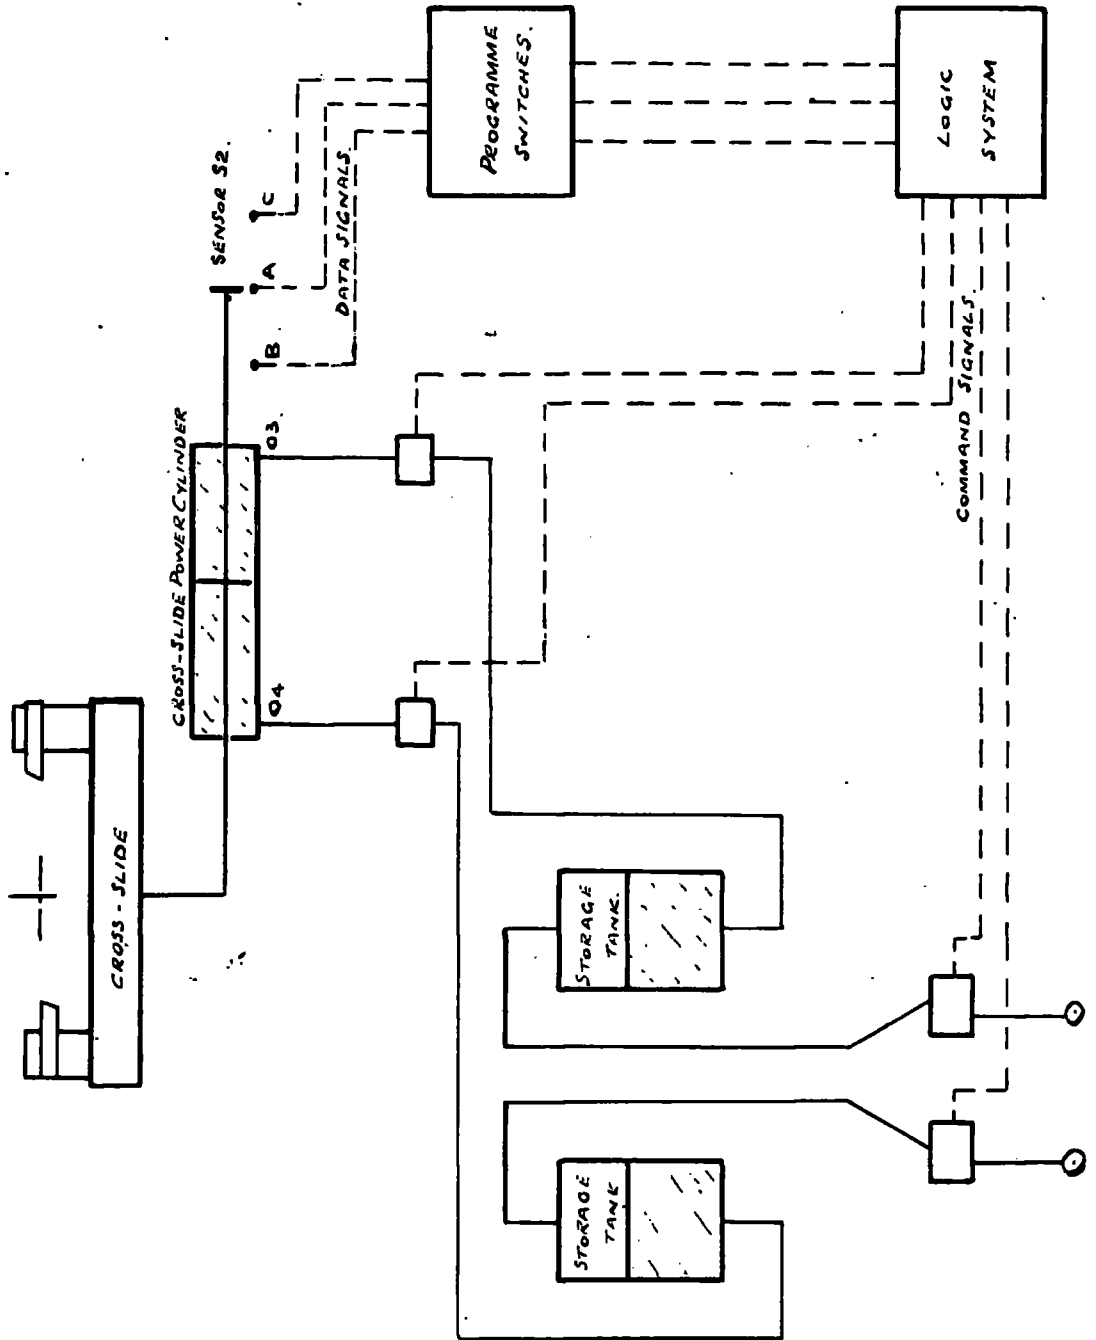 PROGRAMME
SWITCHES.
LOGIC
SYSTEM
SENSOR S2.
C
A
B
DATA SIGNALS.
COMMAND SIGNALS.
CROSS-SLIDE POWER CYLINDER
O3.
O4
CROSS-SLIDE
STORAGE
TANK.
STORAGE
TANK